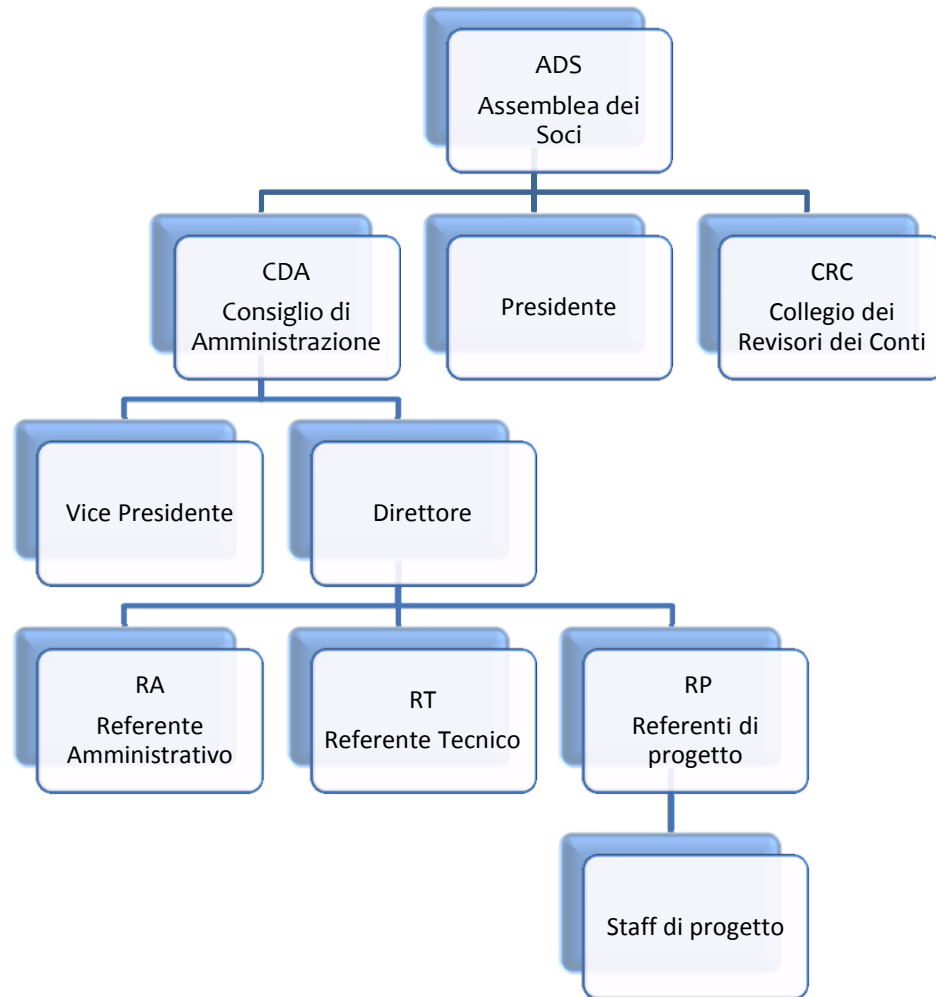 ADS
Assemblea dei
Soci
CDA
Consiglio di
Amministrazione
Presidente
CRC
Collegio dei
Revisori dei Conti
Vice Presidente
Direttore
RA
Referente
Amministrativo
RT
Referente Tecnico
RP
Referenti di
progetto
Staff di progetto